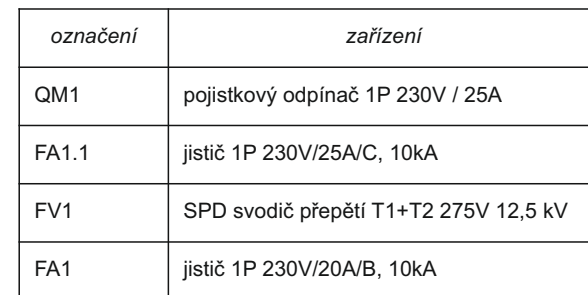 označení zařízení
QM1 pojistkový odpínač 1P 230V / 25A
FA1.1 jistič 1P 230V/25A/C, 10kA
FV1 SPD svodič přepětí T1+T2 275V 12,5 kV
FA1 jistič 1P 230V/20A/B, 10kA